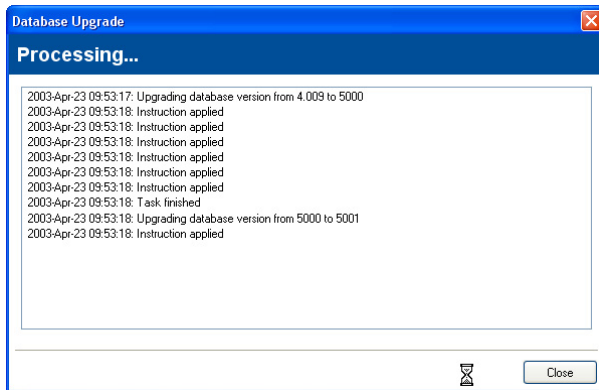 Database Upgrade
Processing...
2003-Apr-23 09:53:17: Upgrading database version from 4.009 to 5000
2003-Apr-23 09:53:18: Instruction applied
2003-Apr-23 09:53:18: Instruction applied
2003-Apr-23 09:53:18: Instruction applied
2003-Apr-23 09:53:18: Instruction applied
2003-Apr-23 09:53:18: Instruction applied
2003-Apr-23 09:53:18: Instruction applied
2003-Apr-23 09:53:18: Task finished
2003-Apr-23 09:53:18: Upgrading database version from 5000 to 5001
2003-Apr-23 09:53:18: Instruction applied
Close